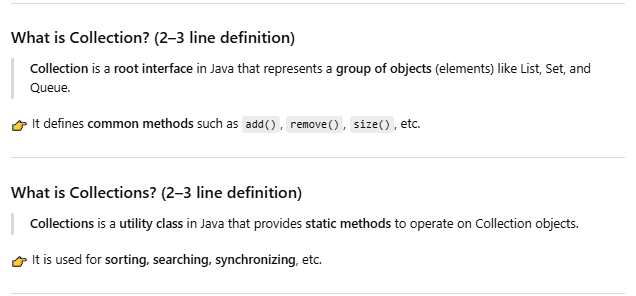 What is Collection? (2–3 line definition)
Collection is a root interface in Java that represents a group of objects (elements) like List, Set, and
Queue.
👉 It defines common methods such as add(), remove(), size(), etc.
What is Collections? (2–3 line definition)
Collections is a utility class in Java that provides static methods to operate on Collection objects.
👉 It is used for sorting, searching, synchronizing, etc.